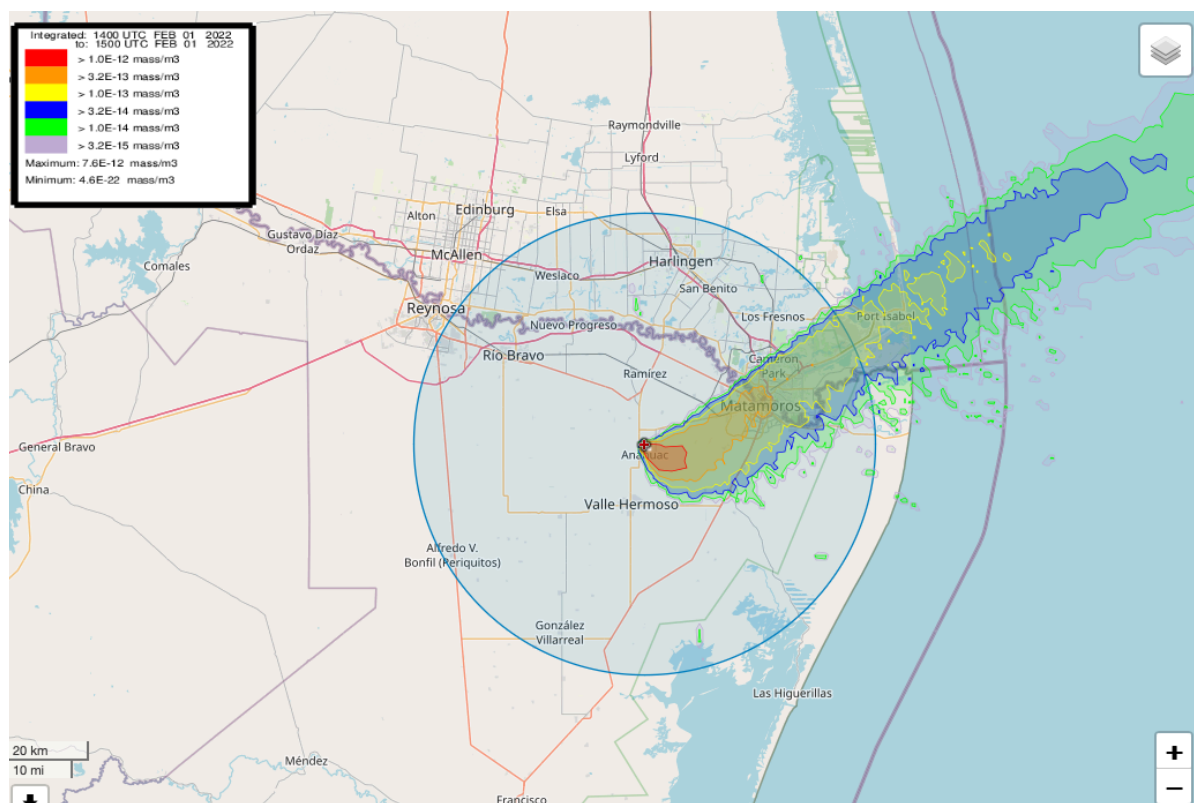 Integrated: 1400 UTC FEB 01 2022
to: 1500 UTC FEB 01 2022
> 1.0E-12 mass/m3
> 3.2E-13 mass/m3
> 1.0E-13 mass/m3
> 3.2E-14 mass/m3
> 1.0E-14 mass/m3
> 3.2E-15 mass/m3
Maximum: 7.6E-12 mass/m3
Minimum: 4.6E-22 mass/m3
Raymondville
Lyford
Alton
Edinburg
Elsa
Gustavo Díaz
Ordaz
McAllen
Comales
Weslaco
Harlingen
San Benito
Reynosa
Nuevo Progreso
Los Fresnos
Port Isabel
Río Bravo
Ramírez
Cameron
Park
Matamoros
General Bravo
Anáhuac
China
Valle Hermoso
Alfredo V.
Bonfil (Periquitos)
González
Villarreal
Las Higuerillas
20 km
10 mi
Méndez
Francisco
+
−